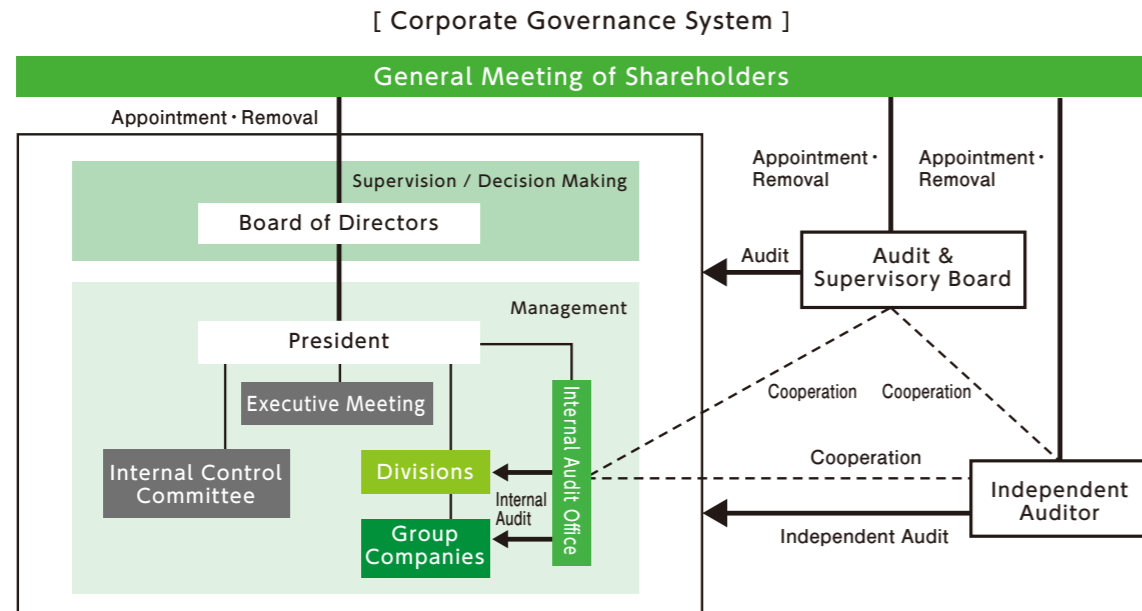 [ Corporate Governance System ]
General Meeting of Shareholders
Appointment・Removal
Appointment・
Removal
Appointment・
Removal
Supervision / Decision Making
Board of Directors
Audit
Audit &
Supervisory Board
Management
President
Executive Meeting
Internal Audit Office
Cooperation
Cooperation
Internal Control
Committee
Divisions
Cooperation
Internal
Audit
Independent
Auditor
Group
Companies
Independent Audit